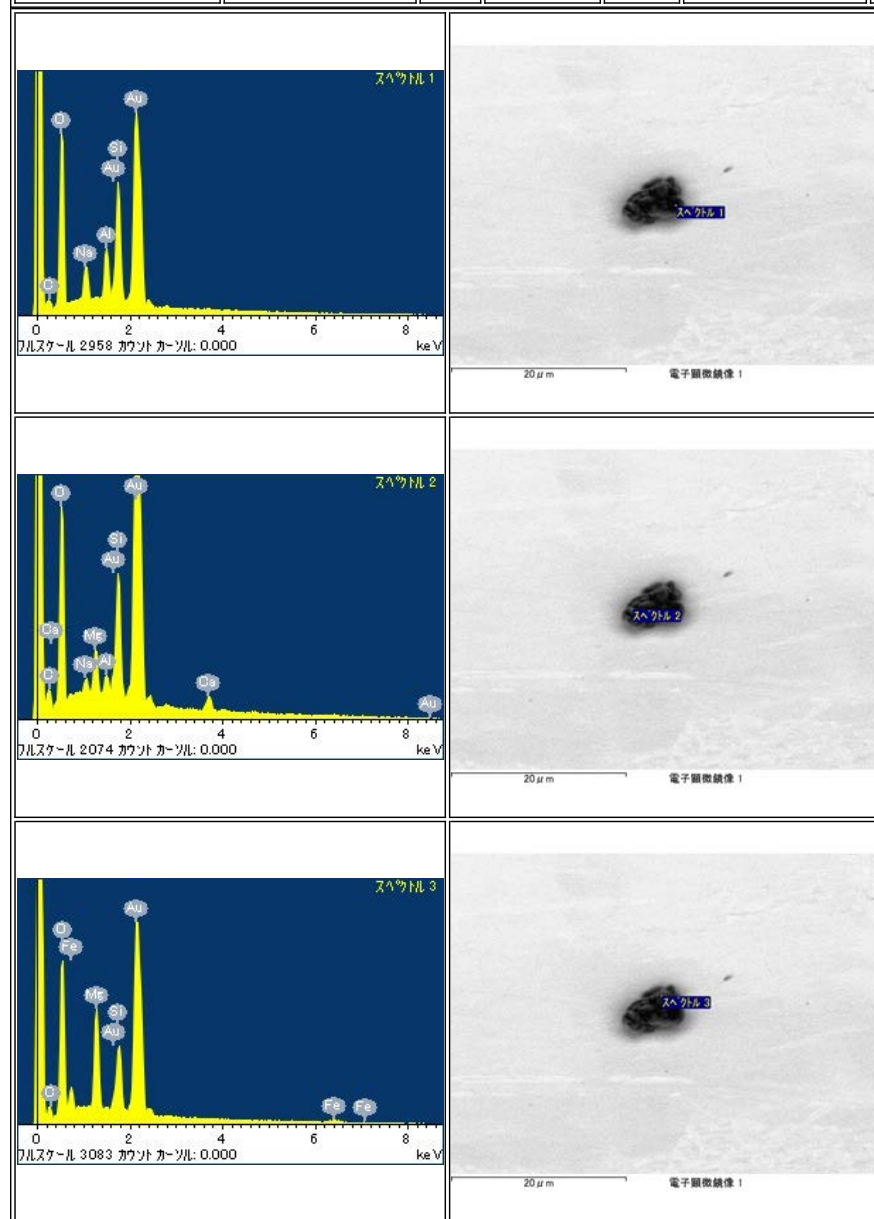 スペクトル 1
Au
O
Si
Au
Al
Na
C
0 2 4 6 8
フルスケール 2958 カウント カーソル: 0.000 keV
スペクトル 1
20μm 電子顕微鏡像 1
スペクトル 2
Au
O
Si
Au
Ca
Mg
Al
Na
C
Ca
Au
0 2 4 6 8
フルスケール 2074 カウント カーソル: 0.000 keV
スペクトル 2
20μm 電子顕微鏡像 1
スペクトル 3
Au
O
Fe
Mg
Si
Au
C
Fe
Fe
0 2 4 6 8
フルスケール 3083 カウント カーソル: 0.000 keV
スペクトル 3
20μm 電子顕微鏡像 1